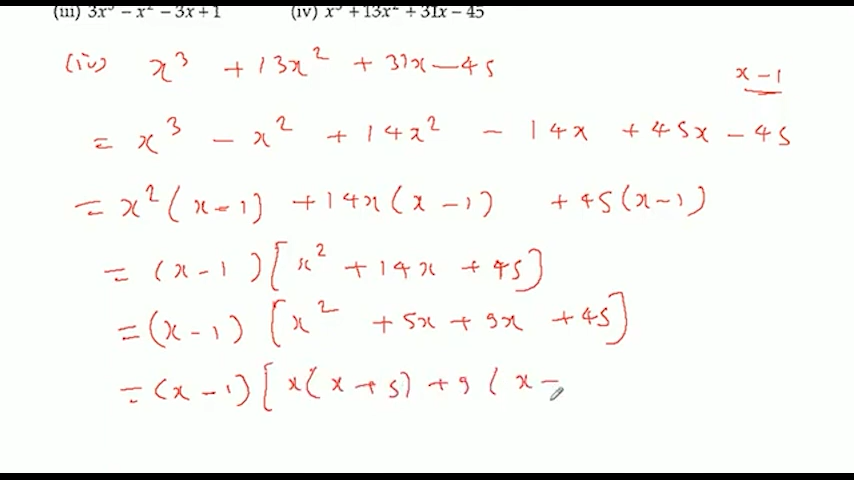 (iii) 3x³ − x² − 3x + 1 (iv) x³ + 13x² + 31x − 45
(iv) x³ + 13x² + 31x − 45
x − 1
= x³ − x² + 14x² − 14x + 45x − 45
= x²(x − 1) + 14x(x − 1) + 45(x − 1)
= (x − 1)[x² + 14x + 45]
= (x − 1)[x² + 5x + 9x + 45]
= (x − 1)[x(x + 5) + 9(x −